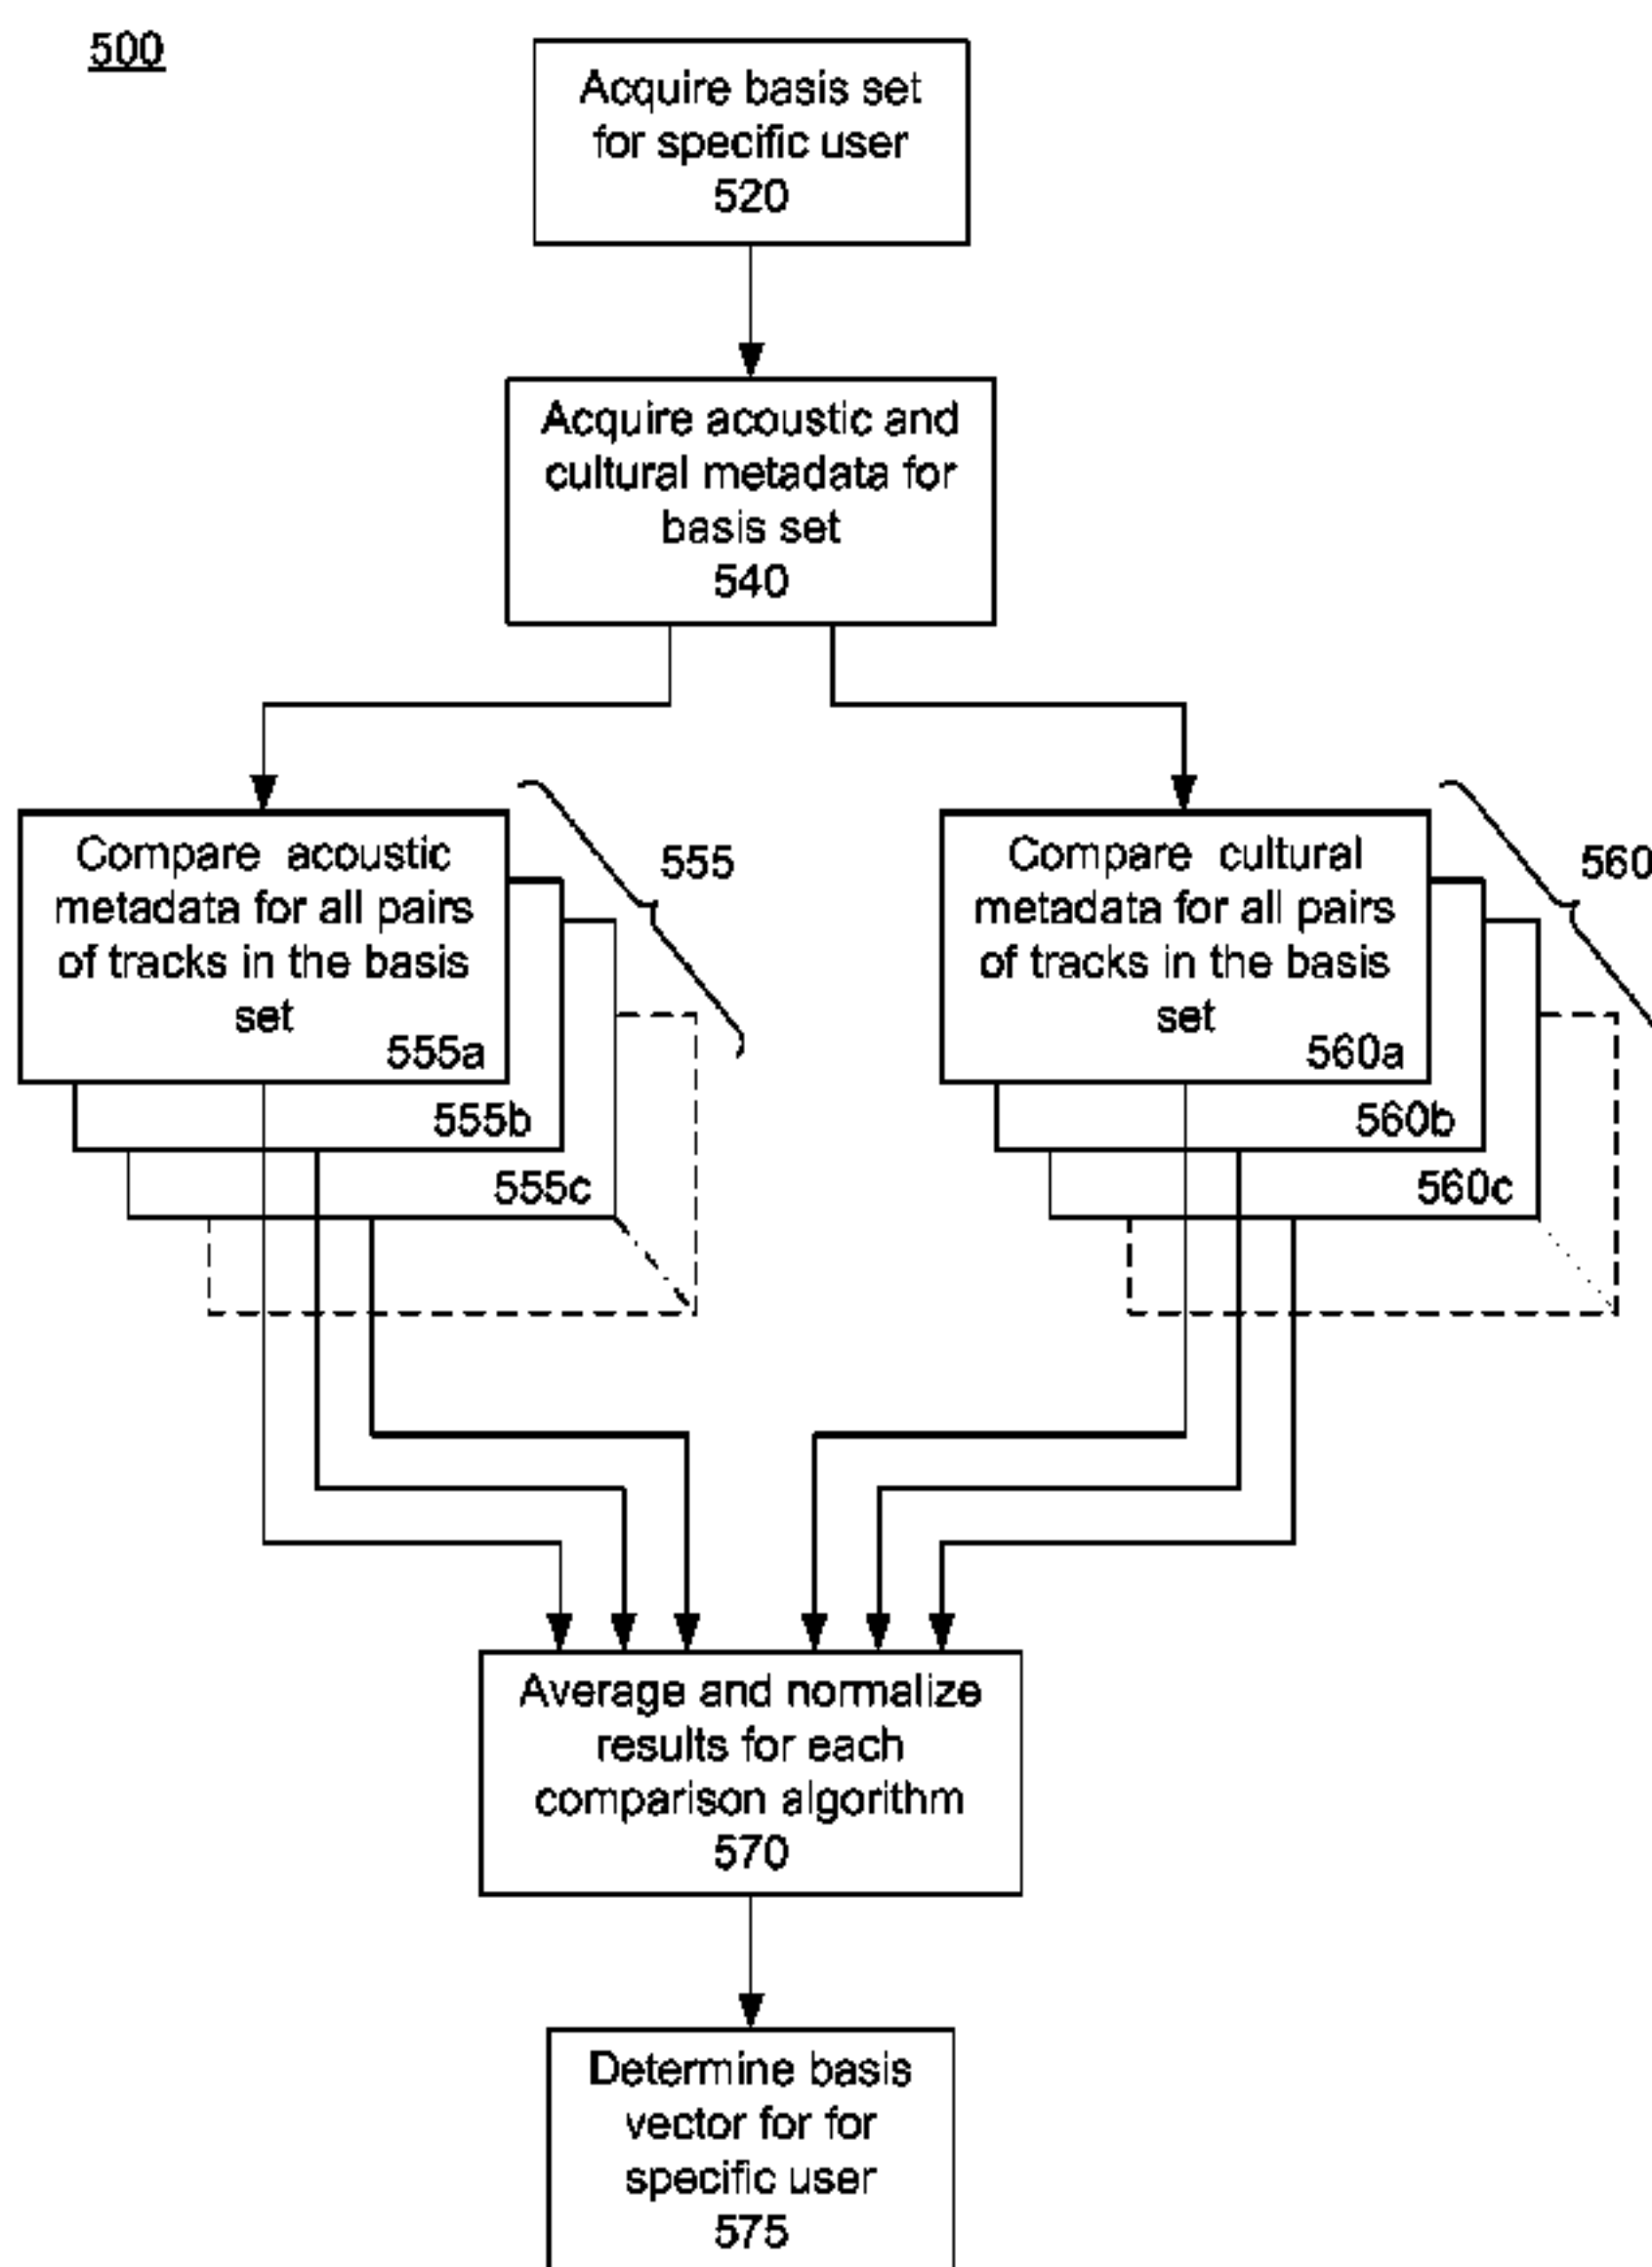 500
Acquire basis set
for specific user
520
Acquire acoustic and
cultural metadata for
basis set
540
Compare acoustic
metadata for all pairs
of tracks in the basis
set
555a
555b
555c
555
Compare cultural
metadata for all pairs
of tracks in the basis
set
560a
560b
560c
560
Average and normalize
results for each
comparison algorithm
570
Determine basis
vector for for
specific user
575